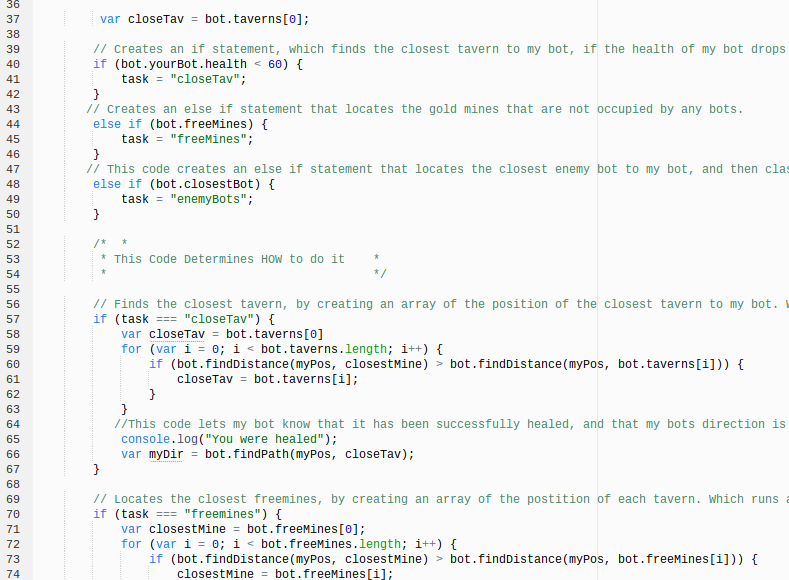 36
37 var closeTav = bot.taverns[0];
38
39 // Creates an if statement, which finds the closest tavern to my bot, if the health of my bot drops
40 if (bot.yourBot.health < 60) {
41 task = "closeTav";
42 }
43 // Creates an else if statement that locates the gold mines that are not occupied by any bots.
44 else if (bot.freeMines) {
45 task = "freeMines";
46 }
47 // This code creates an else if statement that locates the closest enemy bot to my bot, and then clas
48 else if (bot.closestBot) {
49 task = "enemyBots";
50 }
51
52 /* *
53 * This Code Determines HOW to do it *
54 * */
55
56 // Finds the closest tavern, by creating an array of the position of the closest tavern to my bot. W
57 if (task === "closeTav") {
58 var closeTav = bot.taverns[0]
59 for (var i = 0; i < bot.taverns.length; i++) {
60 if (bot.findDistance(myPos, closestMine) > bot.findDistance(myPos, bot.taverns[i])) {
61 closeTav = bot.taverns[i];
62 }
63 }
64 //This code lets my bot know that it has been successfully healed, and that my bots direction is
65 console.log("You were healed");
66 var myDir = bot.findPath(myPos, closeTav);
67 }
68
69 // Locates the closest freemines, by creating an array of the postition of each tavern. Which runs a
70 if (task === "freemines") {
71 var closestMine = bot.freeMines[0];
72 for (var i = 0; i < bot.freeMines.length; i++) {
73 if (bot.findDistance(myPos, closestMine) > bot.findDistance(myPos, bot.freeMines[i])) {
74 closestMine = bot.freeMines[i];